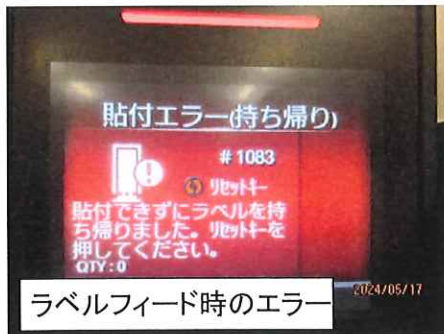 貼付エラー(持ち帰り)
# 1083
リセットキー
貼付できずにラベルを持
ち帰りました。リセットキーを
押してください。
QTY:0
2024/05/17
ラベルフィード時のエラー